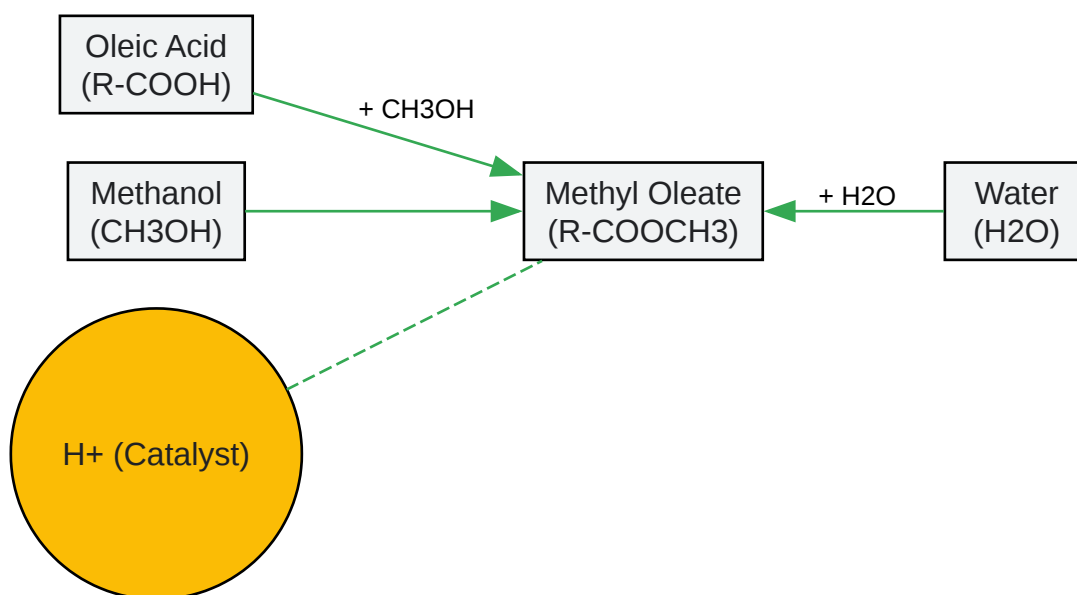 Oleic Acid
(R-COOH)
+ CH3OH
Methanol
(CH3OH)
Methyl Oleate
(R-COOCH3)
+ H2O
Water
(H2O)
H+ (Catalyst)